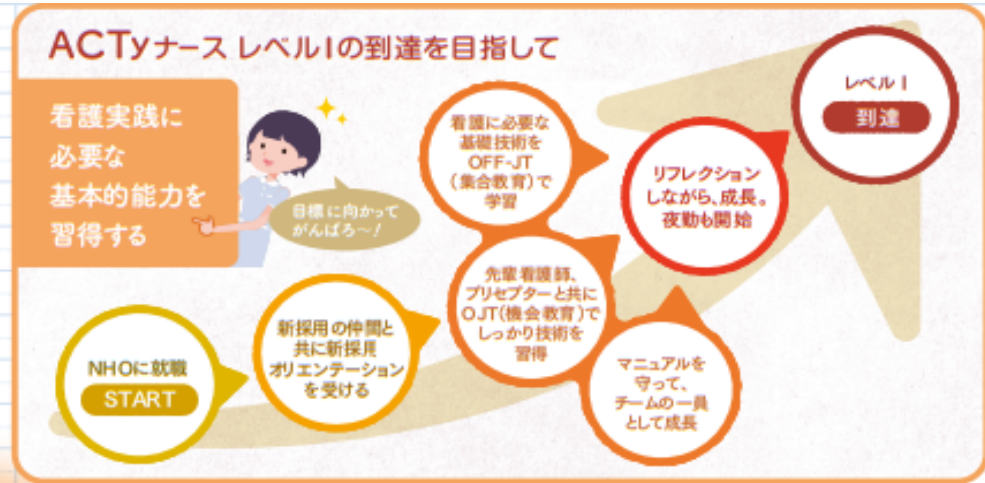 ACTyナース レベルⅠの到達を目指して
看護実践に
必要な
基本的能力を
習得する
目標に向かって
がんばろ〜！
NHOに就職
START
新採用の仲間と
共に新採用
オリエンテーション
を受ける
看護に必要な
基礎技術を
OFF-JT
（集合教育）で
学習
先輩看護師、
プリセプターと共に
OJT（機会教育）で
しっかり技術を
習得
マニュアルを
守って、
チームの一員
として成長
リフレクション
しながら、成長。
夜勤も開始
レベルⅠ
到達